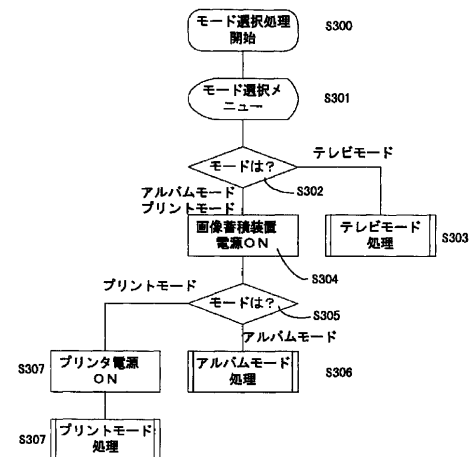 モード選択処理
開始
S300
モード選択メ
ニュー
S301
モードは?
テレビモード
S302
アルバムモード
プリントモード
テレビモード
処理
S303
画像蓄積装置
電源ON
S304
プリントモード
モードは?
S305
アルバムモード
S307
プリンタ電源
ON
アルバムモード
処理
S306
S307
プリントモード
処理